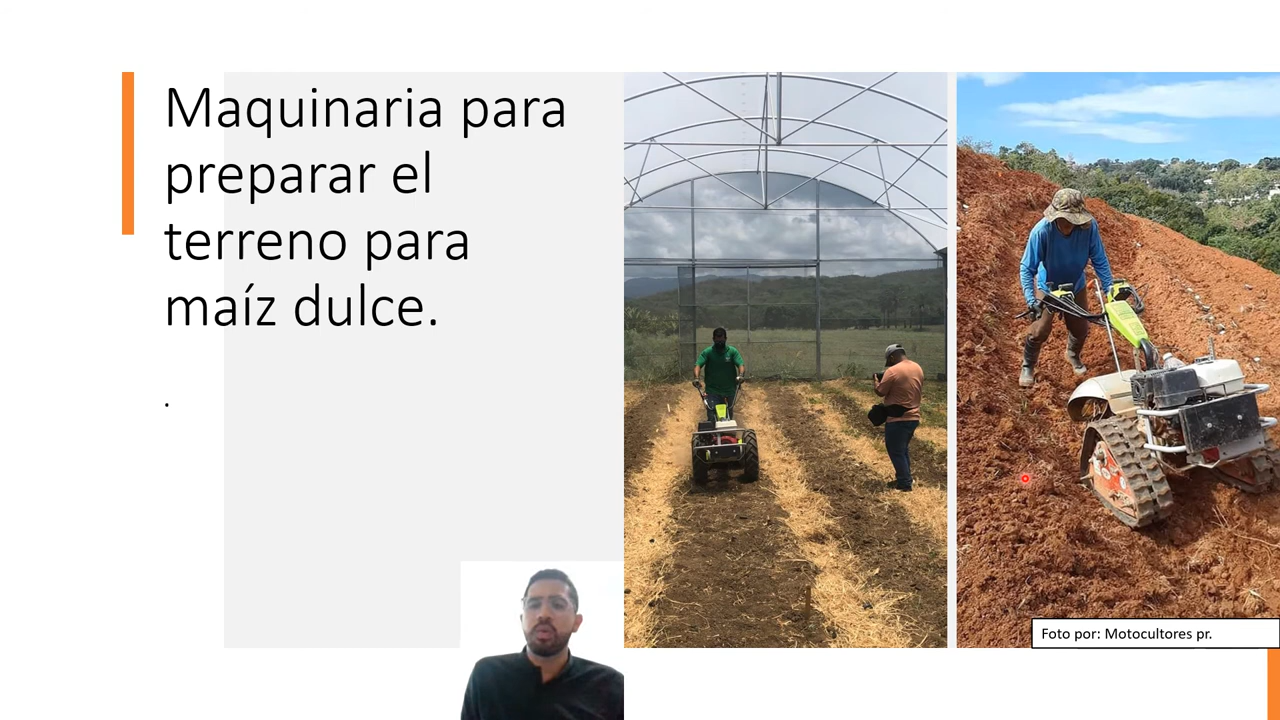 Maquinaria para
preparar el
terreno para
maíz dulce.
.
Foto por: Motocultores pr.